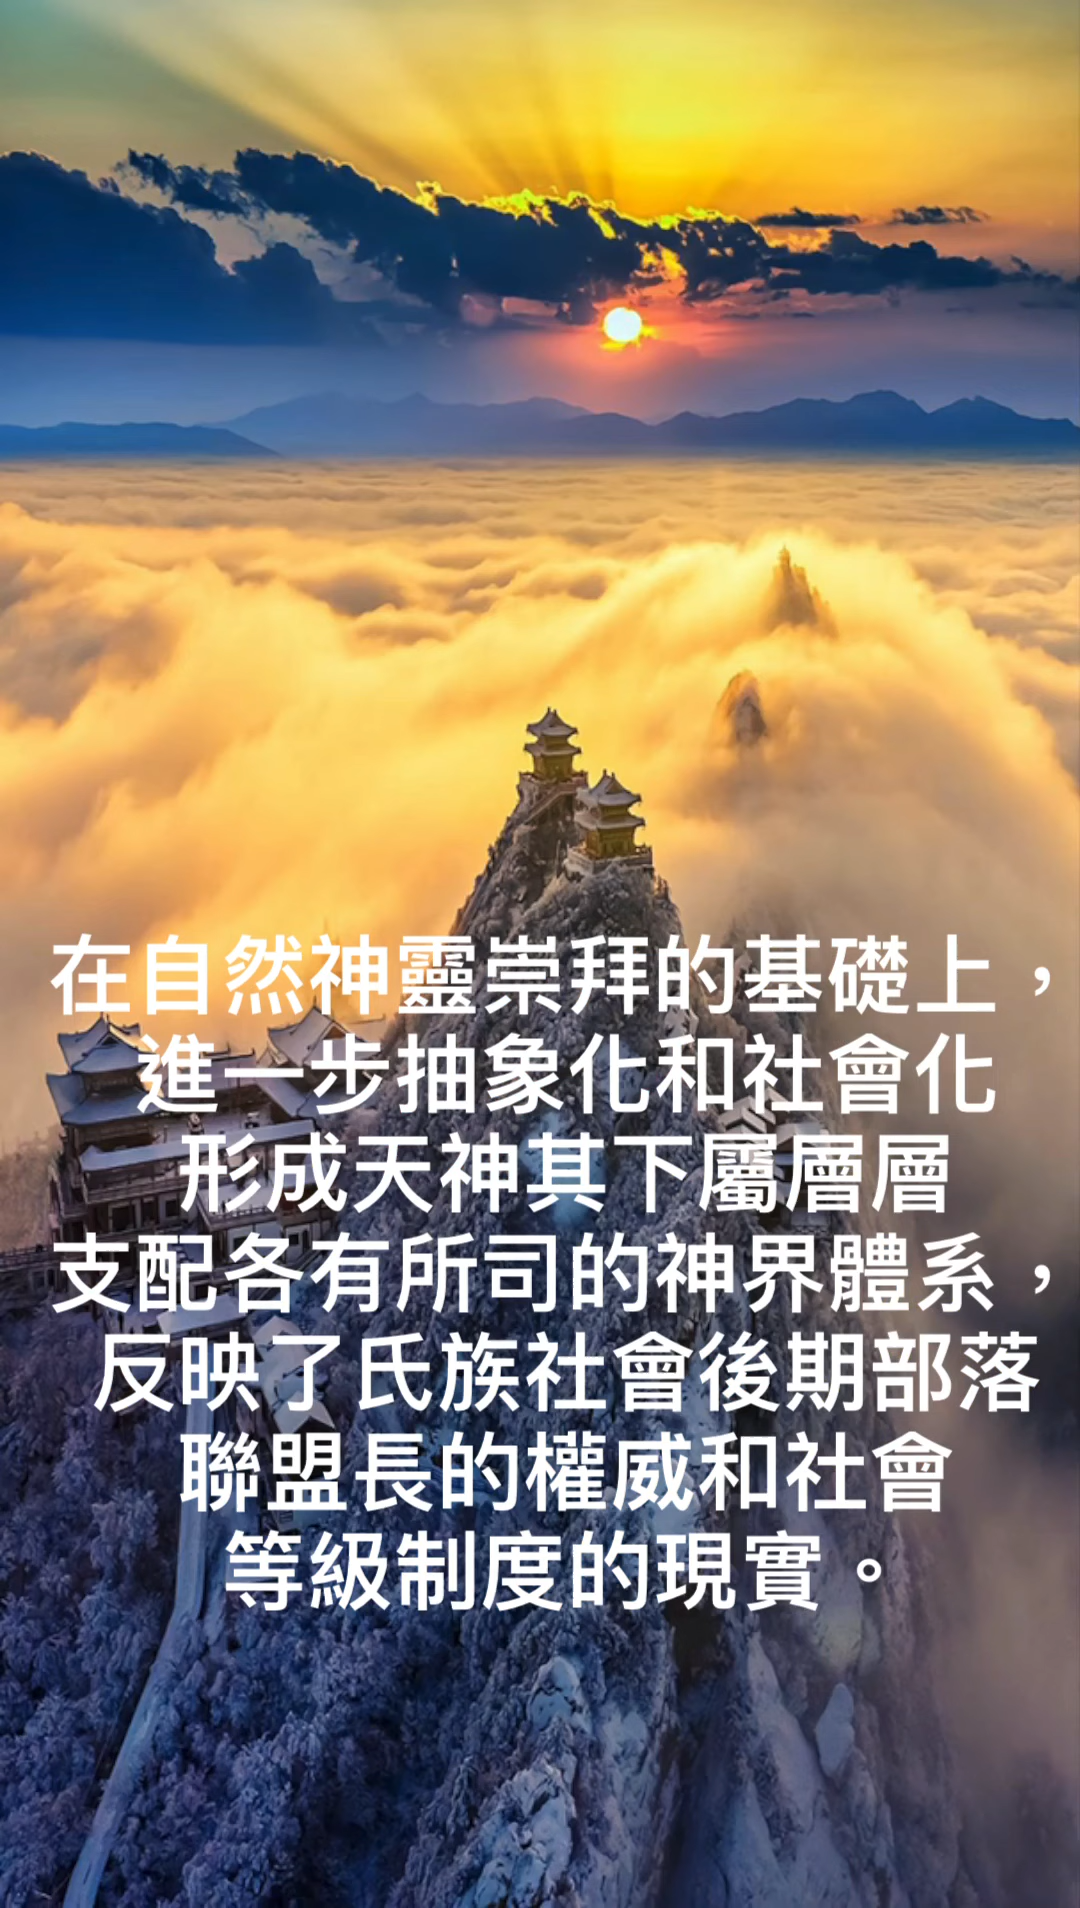 在自然神靈崇拜的基礎上，
進一步抽象化和社會化
形成天神其下屬層層
支配各有所司的神界體系，
反映了氏族社會後期部落
聯盟長的權威和社會
等級制度的現實。